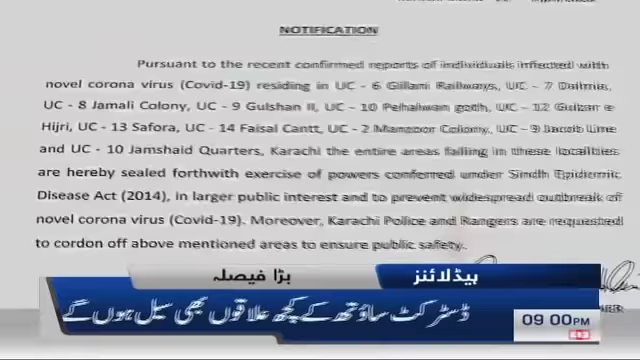 NOTIFICATION
Pursuant to the recent confirmed reports of individuals infected with
novel corona virus (Covid-19) residing in UC - 6 Gillani Railways, UC - 7 Dalmia,
UC - 8 Jamali Colony, UC - 9 Gulshan II, UC - 10 Pehalwan goth, UC - 12 Gulzar e
Hijri, UC - 13 Safora, UC - 14 Faisal Cantt, UC - 2 Manzoor Colony, UC - 9 Jacob Line
and UC - 10 Jamshaid Quarters, Karachi the entire areas falling in these localities
are hereby sealed forthwith exercise of powers conferred under Sindh Epidemic
Disease Act (2014), in larger public interest and to prevent widespread outbreak of
novel corona virus (Covid-19). Moreover, Karachi Police and Rangers are requested
to cordon off above mentioned areas to ensure public safety.
ہیڈلائنز
بڑا فیصلہ
ڈسٹرکٹ ساؤتھ کے کچھ علاقوں بھی سیل ہوں گے
09:00PM